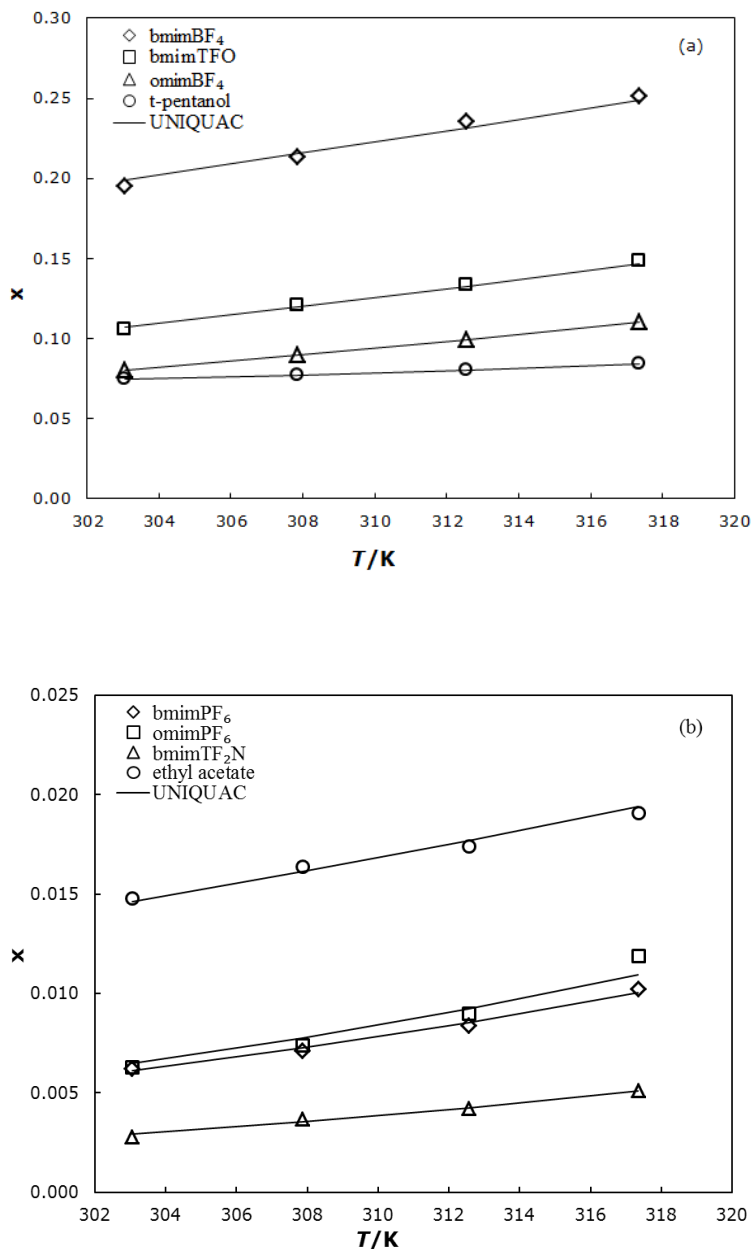 0.30
0.25
0.20
0.15
0.10
0.05
0.00
x
bmimBF₄
bmimTFO
omimBF₄
t-pentanol
UNIQUAC
(a)
302 304 306 308 310 312 314 316 318 320
T/K
0.025
0.020
0.015
0.010
0.005
0.000
x
bmimPF₆
omimPF₆
bmimTF₂N
ethyl acetate
UNIQUAC
(b)
302 304 306 308 310 312 314 316 318 320
T/K